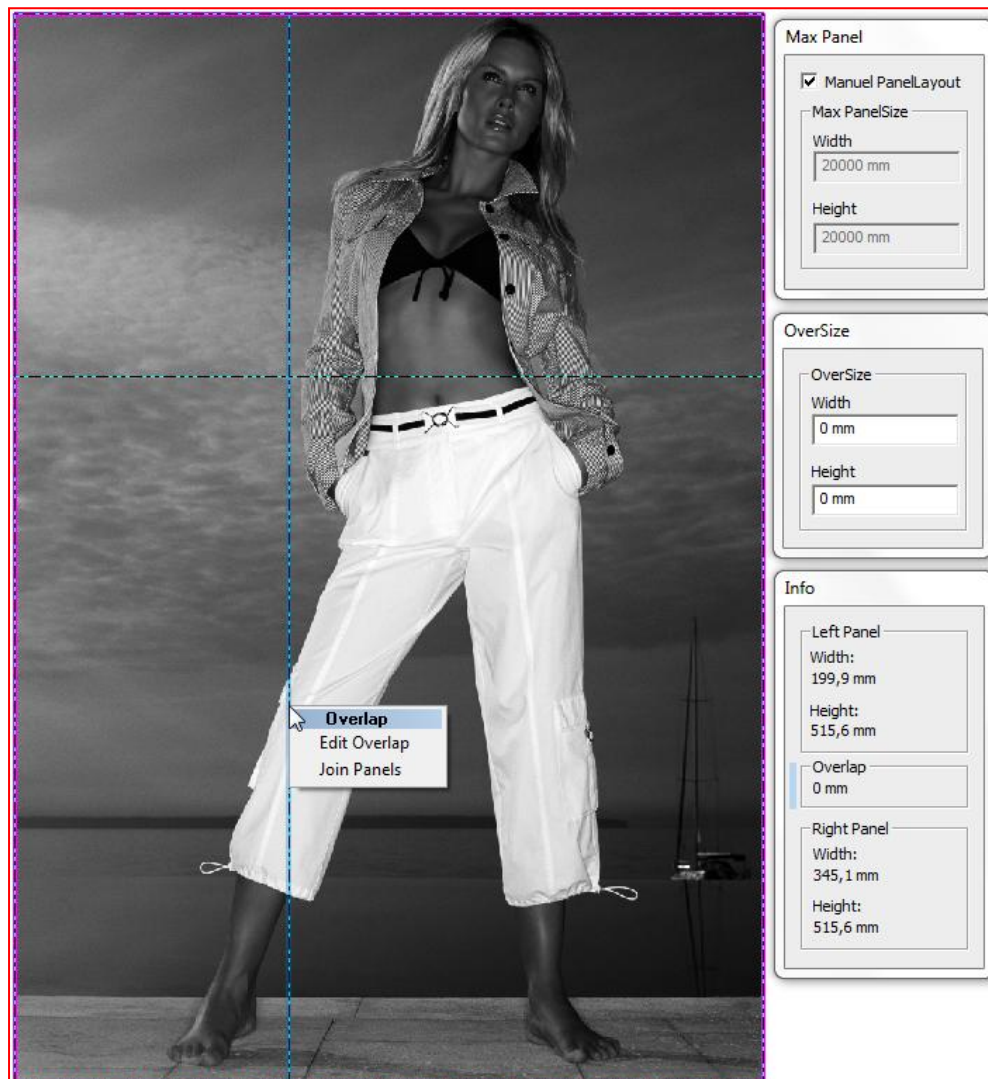 Max Panel
Manuel PanelLayout
Max PanelSize
Width
20000 mm
Height
20000 mm
OverSize
OverSize
Width
0 mm
Height
0 mm
Info
Left Panel
Width:
199,9 mm
Height:
515,6 mm
Overlap
0 mm
Right Panel
Width:
345,1 mm
Height:
515,6 mm
Overlap
Edit Overlap
Join Panels